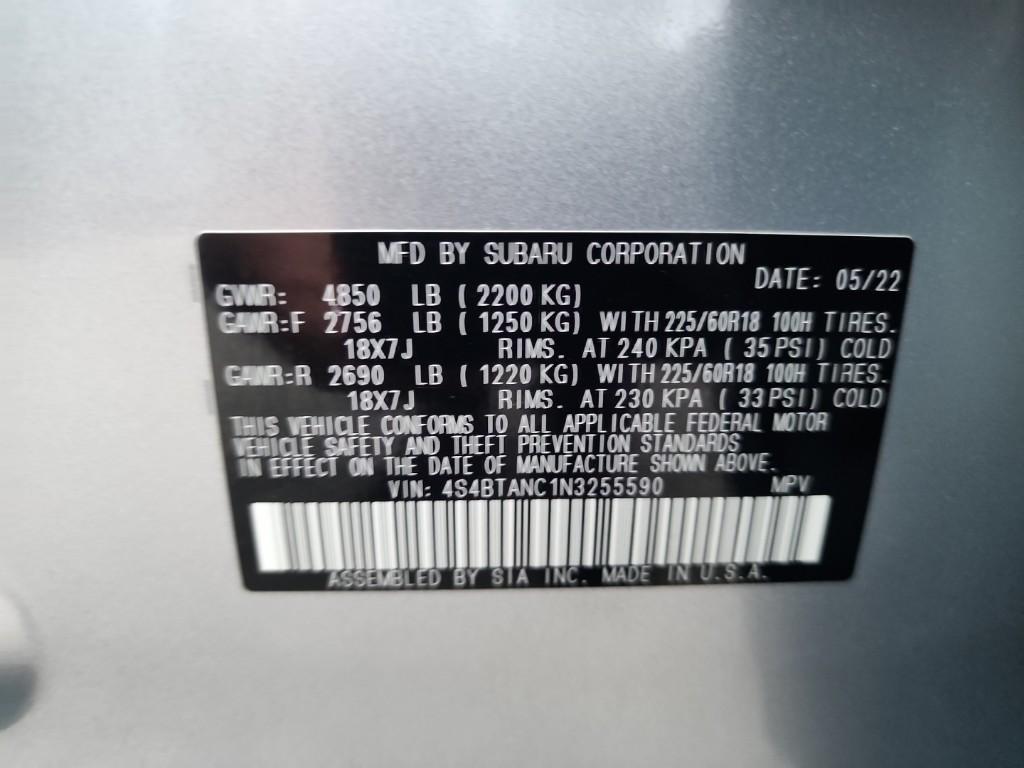 MFD BY SUBARU CORPORATION
DATE: 05/22
GVWR: 4850 LB ( 2200 KG)
GAWR:F 2756 LB ( 1250 KG) WITH 225/60R18 100H TIRES.
18X7J RIMS. AT 240 KPA ( 35 PSI) COLD
GAWR:R 2690 LB ( 1220 KG) WITH 225/60R18 100H TIRES.
18X7J RIMS. AT 230 KPA ( 33 PSI) COLD
THIS VEHICLE CONFORMS TO ALL APPLICABLE FEDERAL MOTOR
VEHICLE SAFETY AND THEFT PREVENTION STANDARDS
IN EFFECT ON THE DATE OF MANUFACTURE SHOWN ABOVE.
VIN: 4S4BTANC1N3255590 MPV
ASSEMBLED BY SIA INC. MADE IN U.S.A.